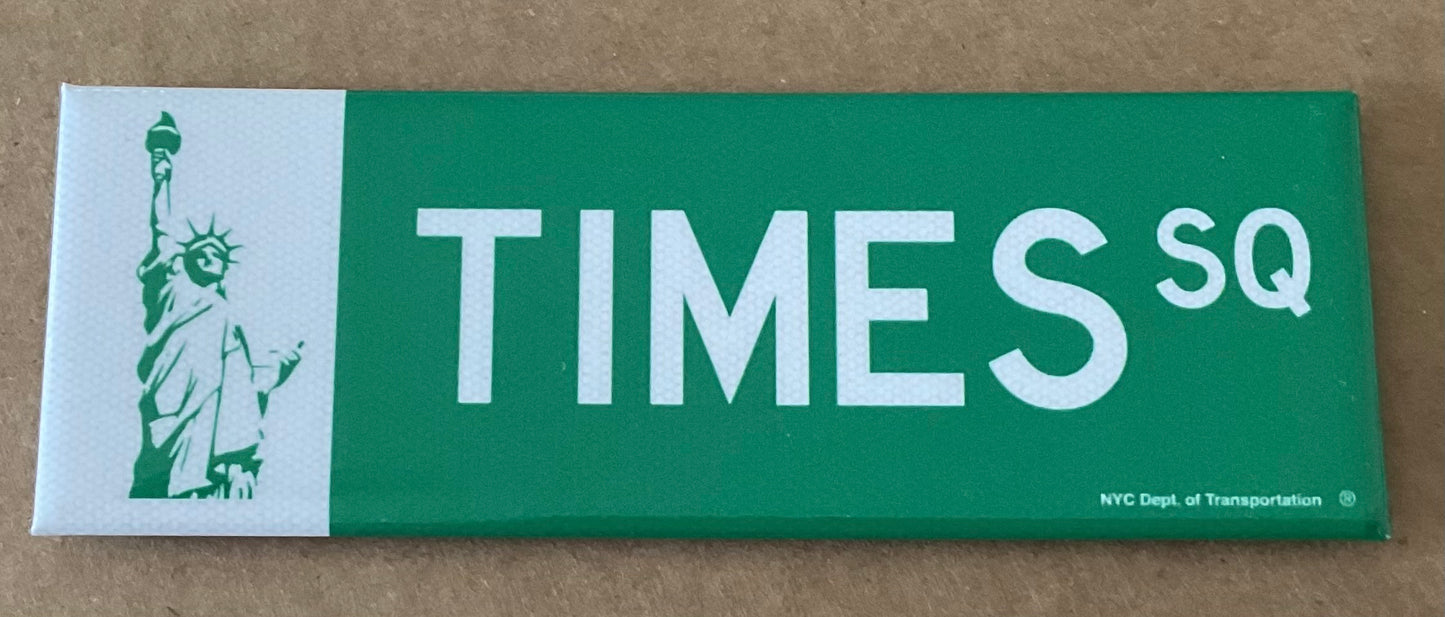 TIMES SQ
NYC Dept. of Transportation ®